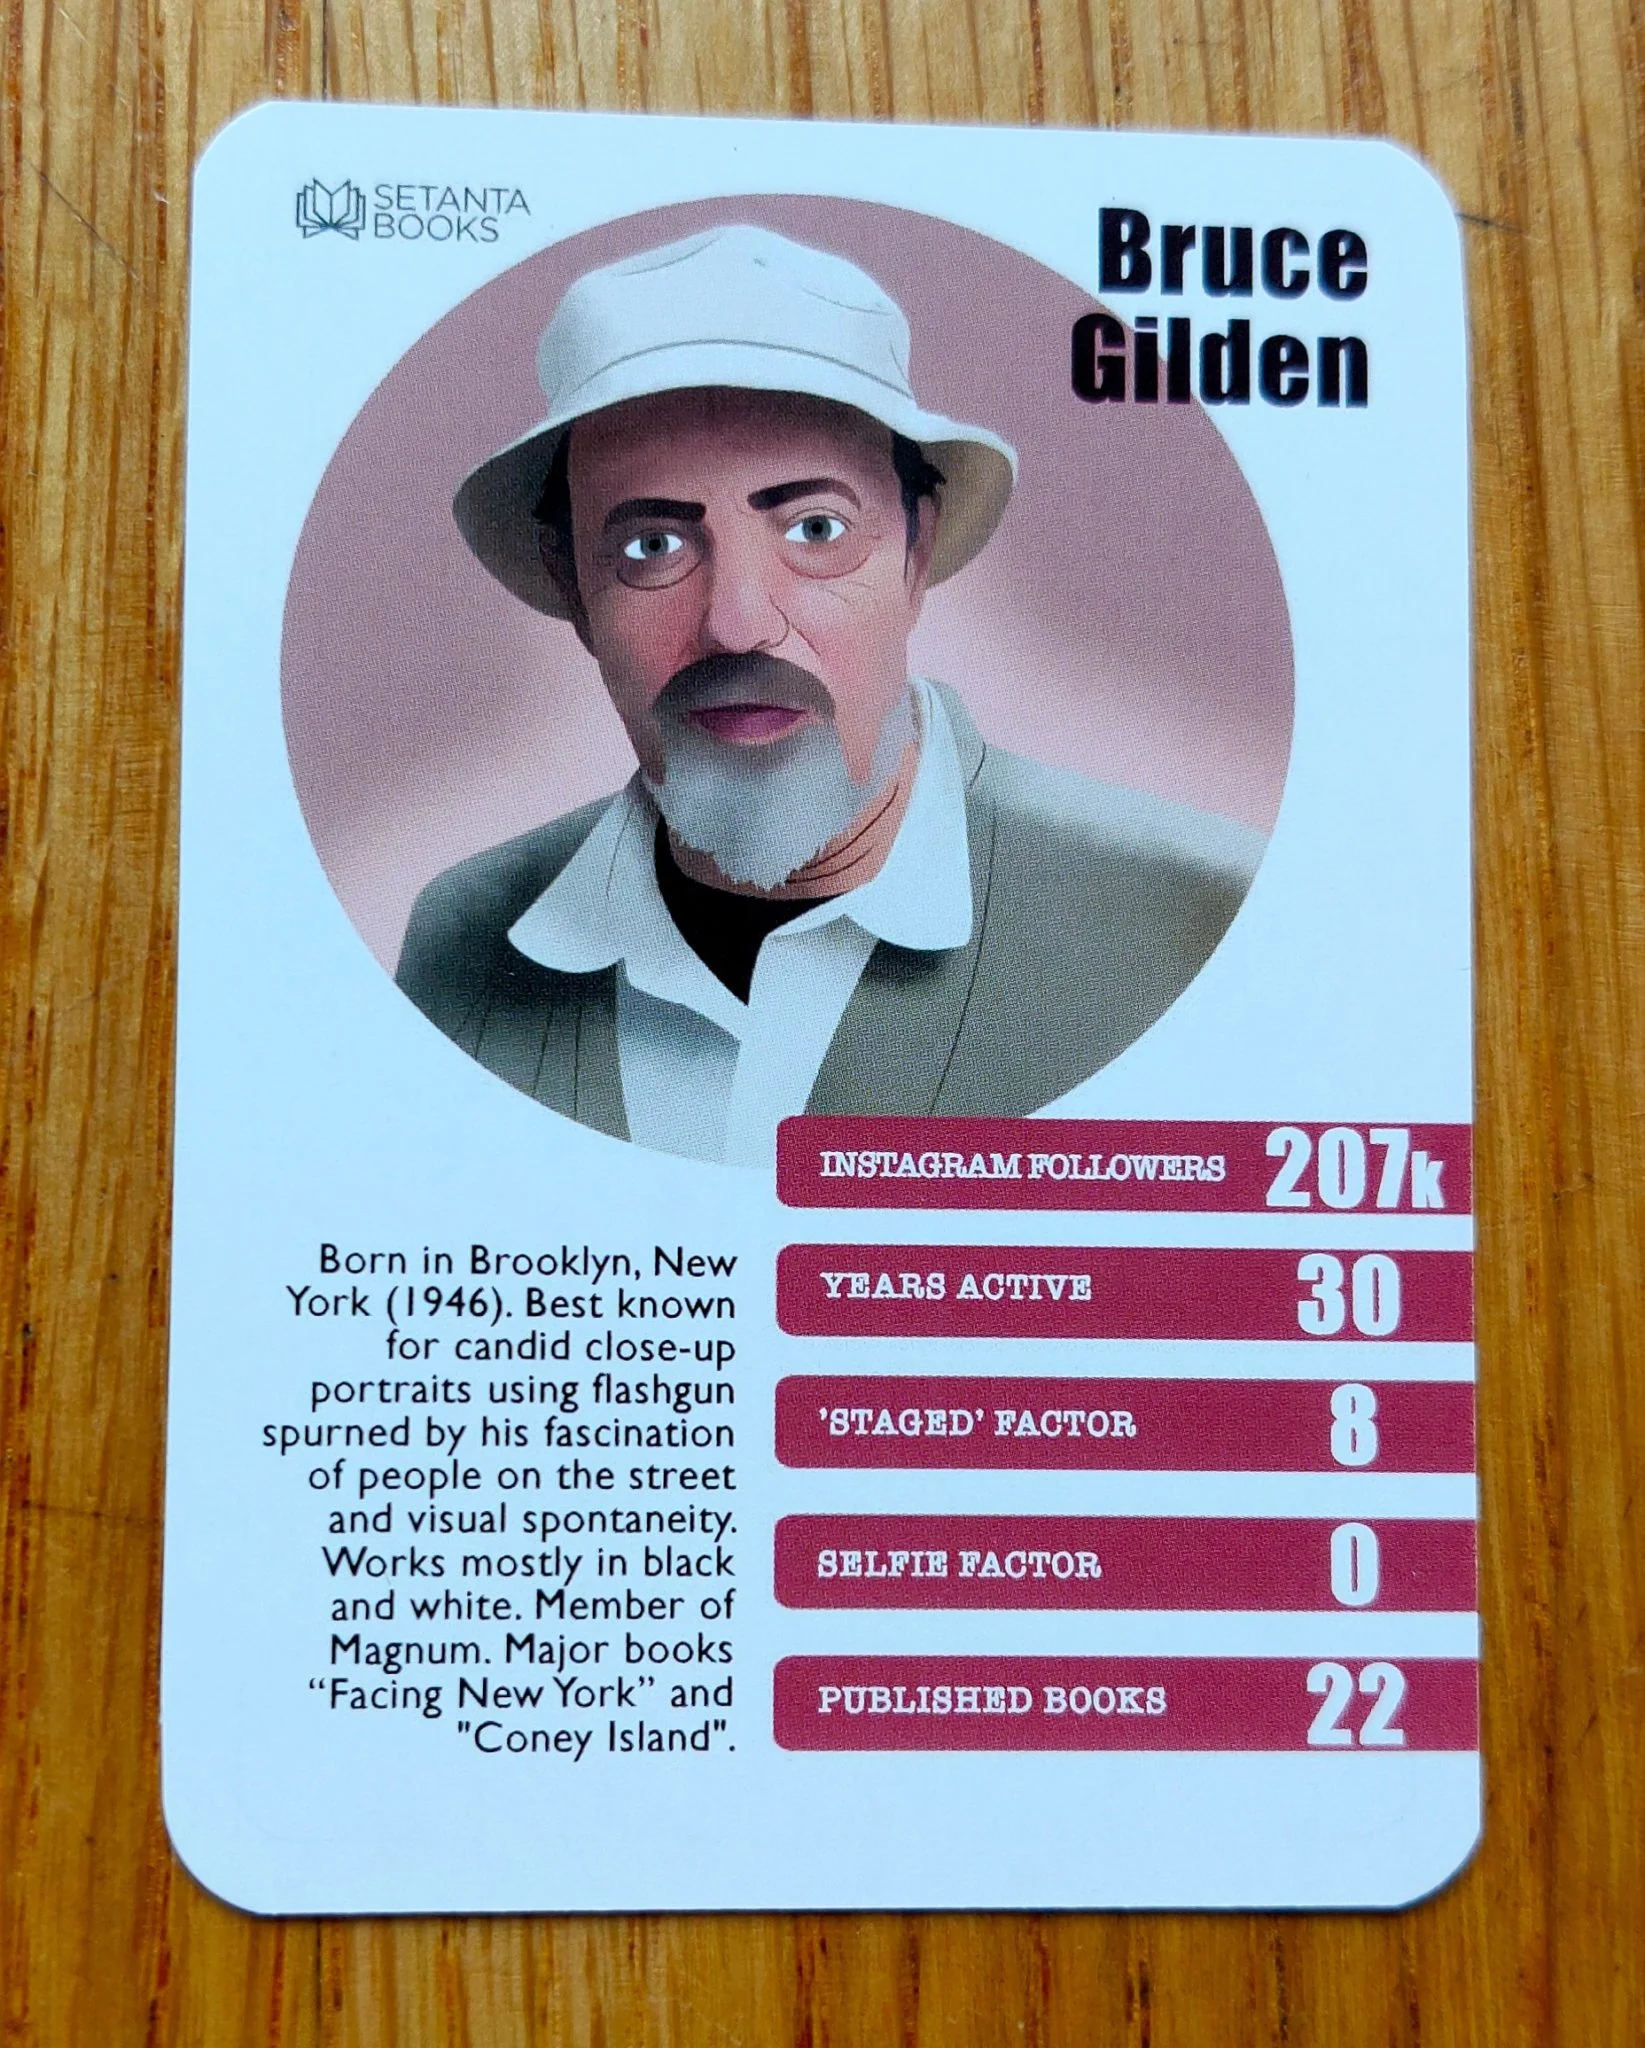 SETANTA
BOOKS
Bruce
Gilden
INSTAGRAM FOLLOWERS 207k
YEARS ACTIVE 30
'STAGED' FACTOR 8
SELFIE FACTOR 0
PUBLISHED BOOKS 22
Born in Brooklyn, New
York (1946). Best known
for candid close-up
portraits using flashgun
spurned by his fascination
of people on the street
and visual spontaneity.
Works mostly in black
and white. Member of
Magnum. Major books
“Facing New York” and
"Coney Island".